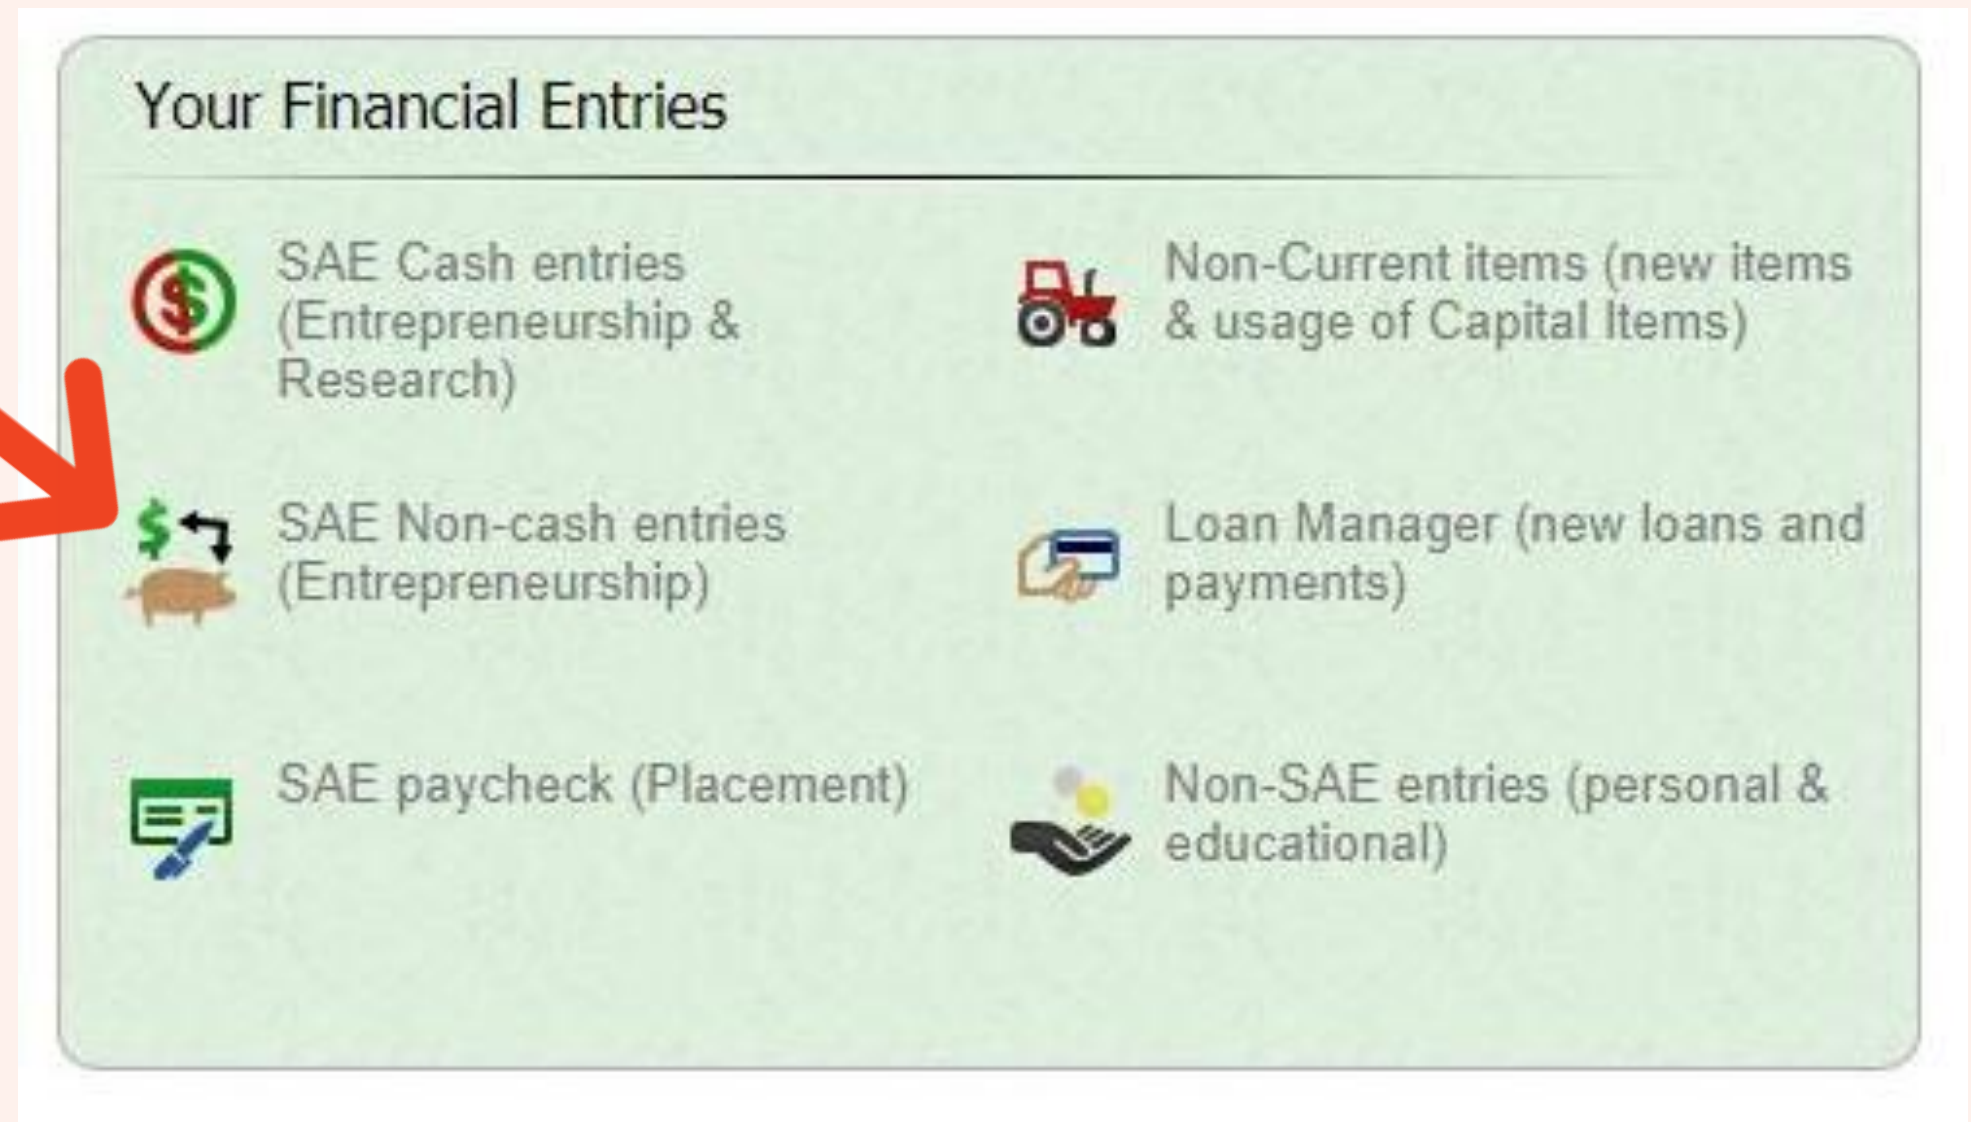 Your Financial Entries
SAE Cash entries
(Entrepreneurship &
Research)
Non-Current items (new items
& usage of Capital Items)
SAE Non-cash entries
(Entrepreneurship)
Loan Manager (new loans and
payments)
SAE paycheck (Placement)
Non-SAE entries (personal &
educational)